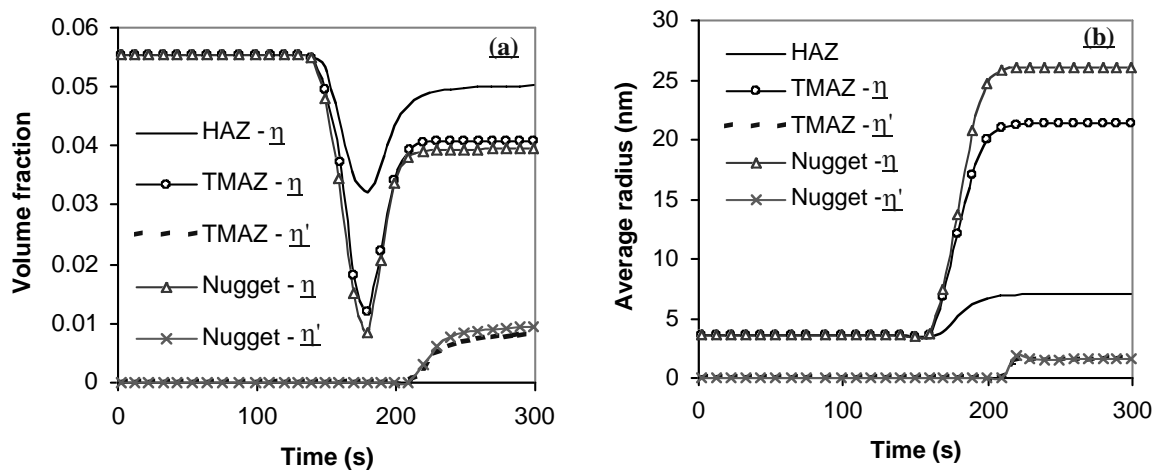 (a)
Volume fraction
0.06
0.05
0.04
0.03
0.02
0.01
0
HAZ - η
TMAZ - η
TMAZ - η'
Nugget - η
Nugget - η'
0 100 200 300
Time (s)
(b)
Average radius (nm)
30
25
20
15
10
5
0
HAZ
TMAZ - η
TMAZ - η'
Nugget -η
Nugget -η'
0 100 200 300
Time (s)